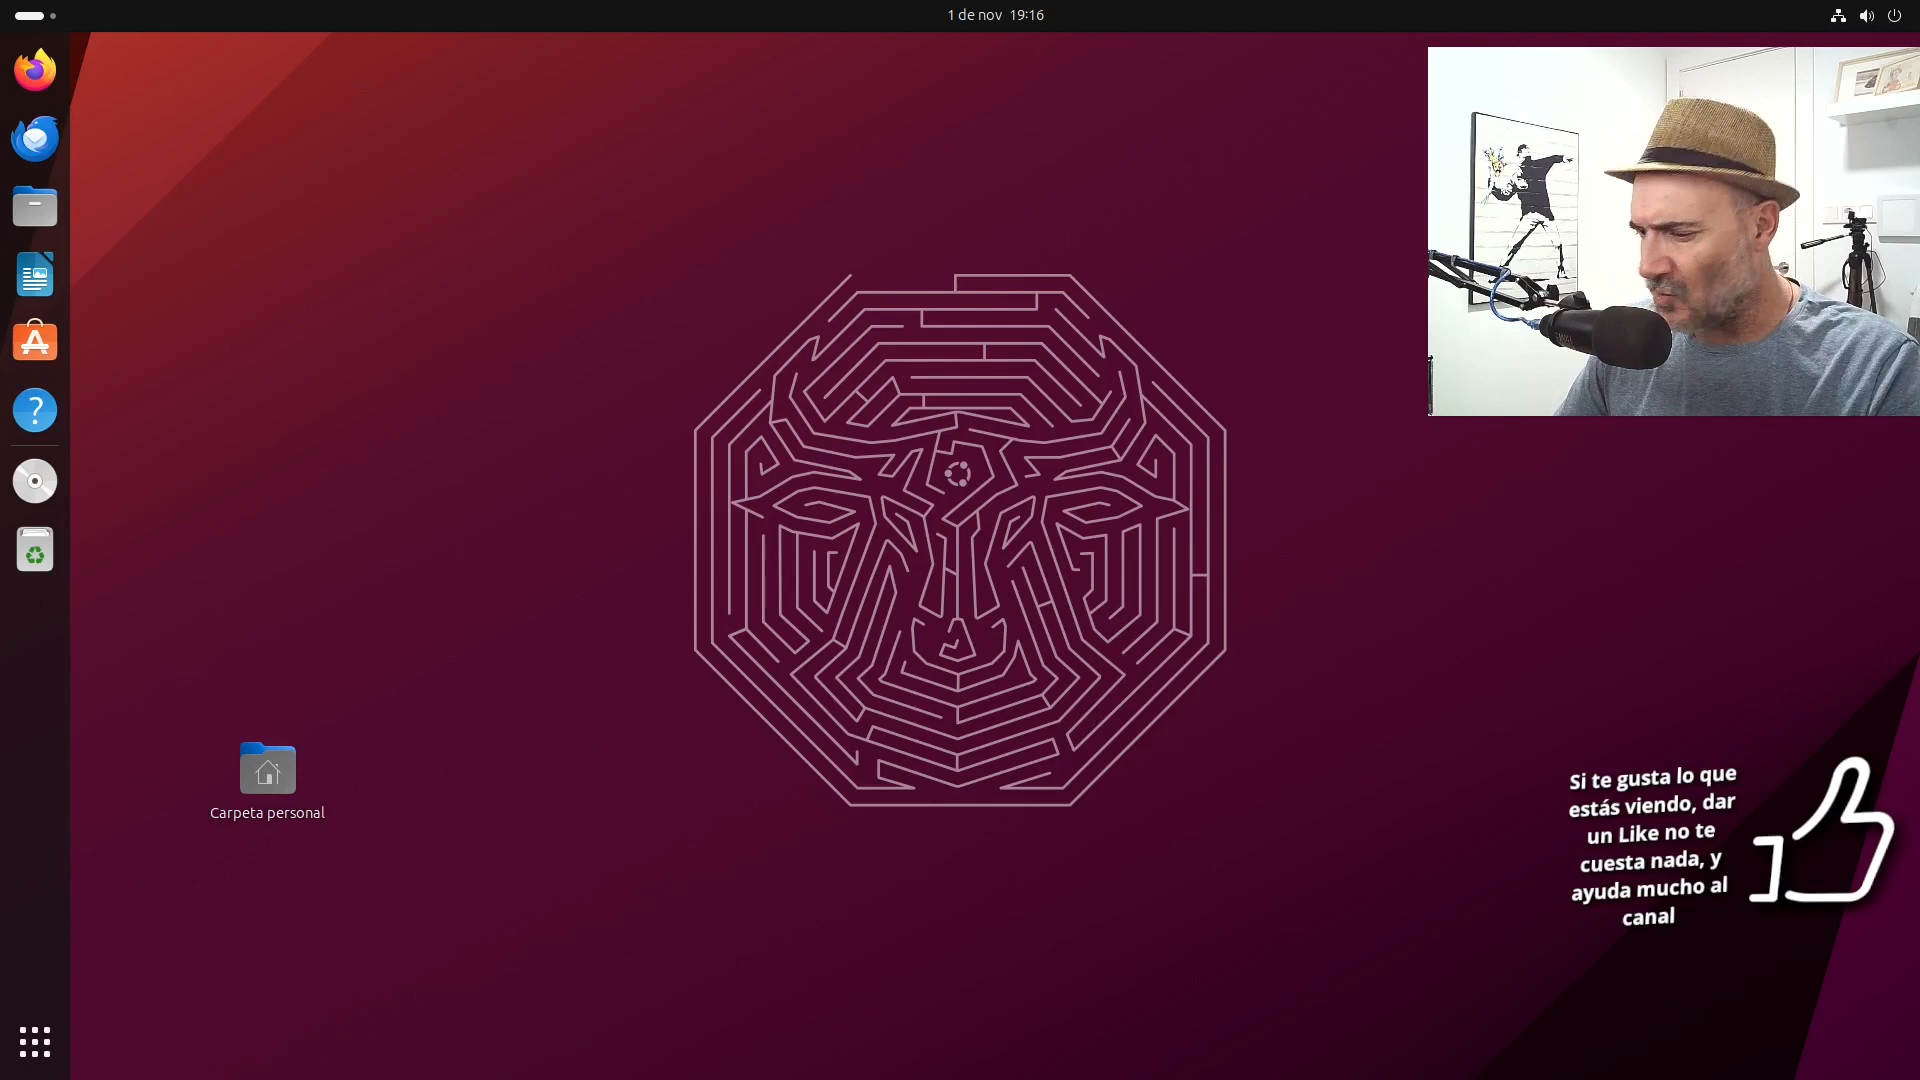 1 de nov 19:16
Carpeta personal
Si te gusta lo que
estás viendo, dar
un Like no te
cuesta nada, y
ayuda mucho al
canal